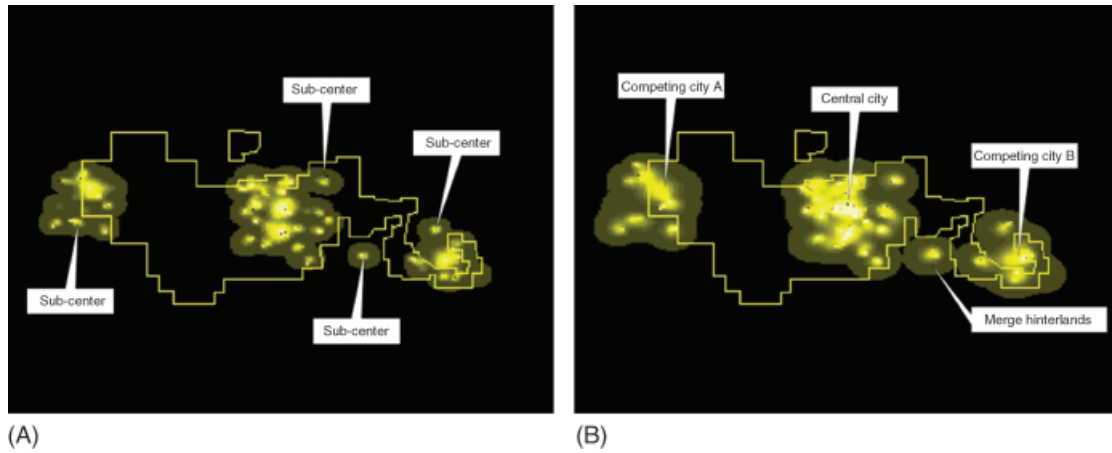 Sub-center
Sub-center
Sub-center
Sub-center
(A)
Competing city A
Central city
Competing city B
Merge hinterlands
(B)